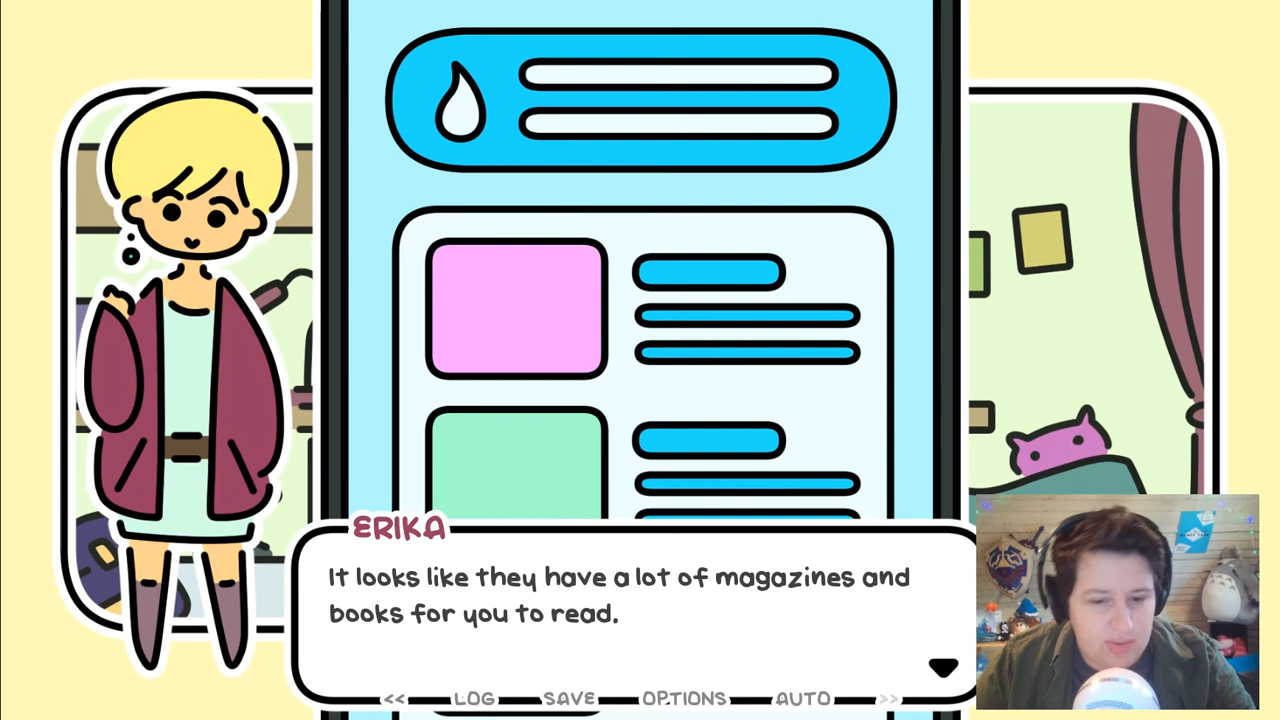 ERIKA
It looks like they have a lot of magazines and
books for you to read.
<< LOG SAVE OPTIONS AUTO >>